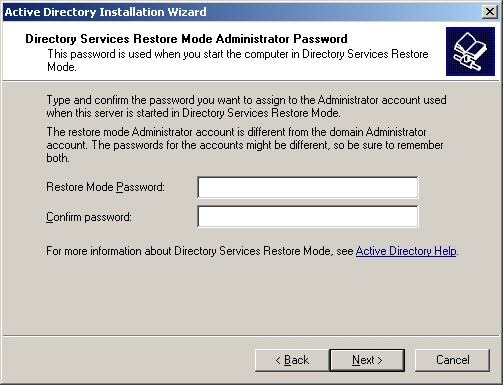 Active Directory Installation Wizard
Directory Services Restore Mode Administrator Password
This password is used when you start the computer in Directory Services Restore
Mode.
Type and confirm the password you want to assign to the Administrator account used
when this server is started in Directory Services Restore Mode.
The restore mode Administrator account is different from the domain Administrator
account. The passwords for the accounts might be different, so be sure to remember
both.
Restore Mode Password:
Confirm password:
For more information about Directory Services Restore Mode, see Active Directory Help.
< Back Next > Cancel